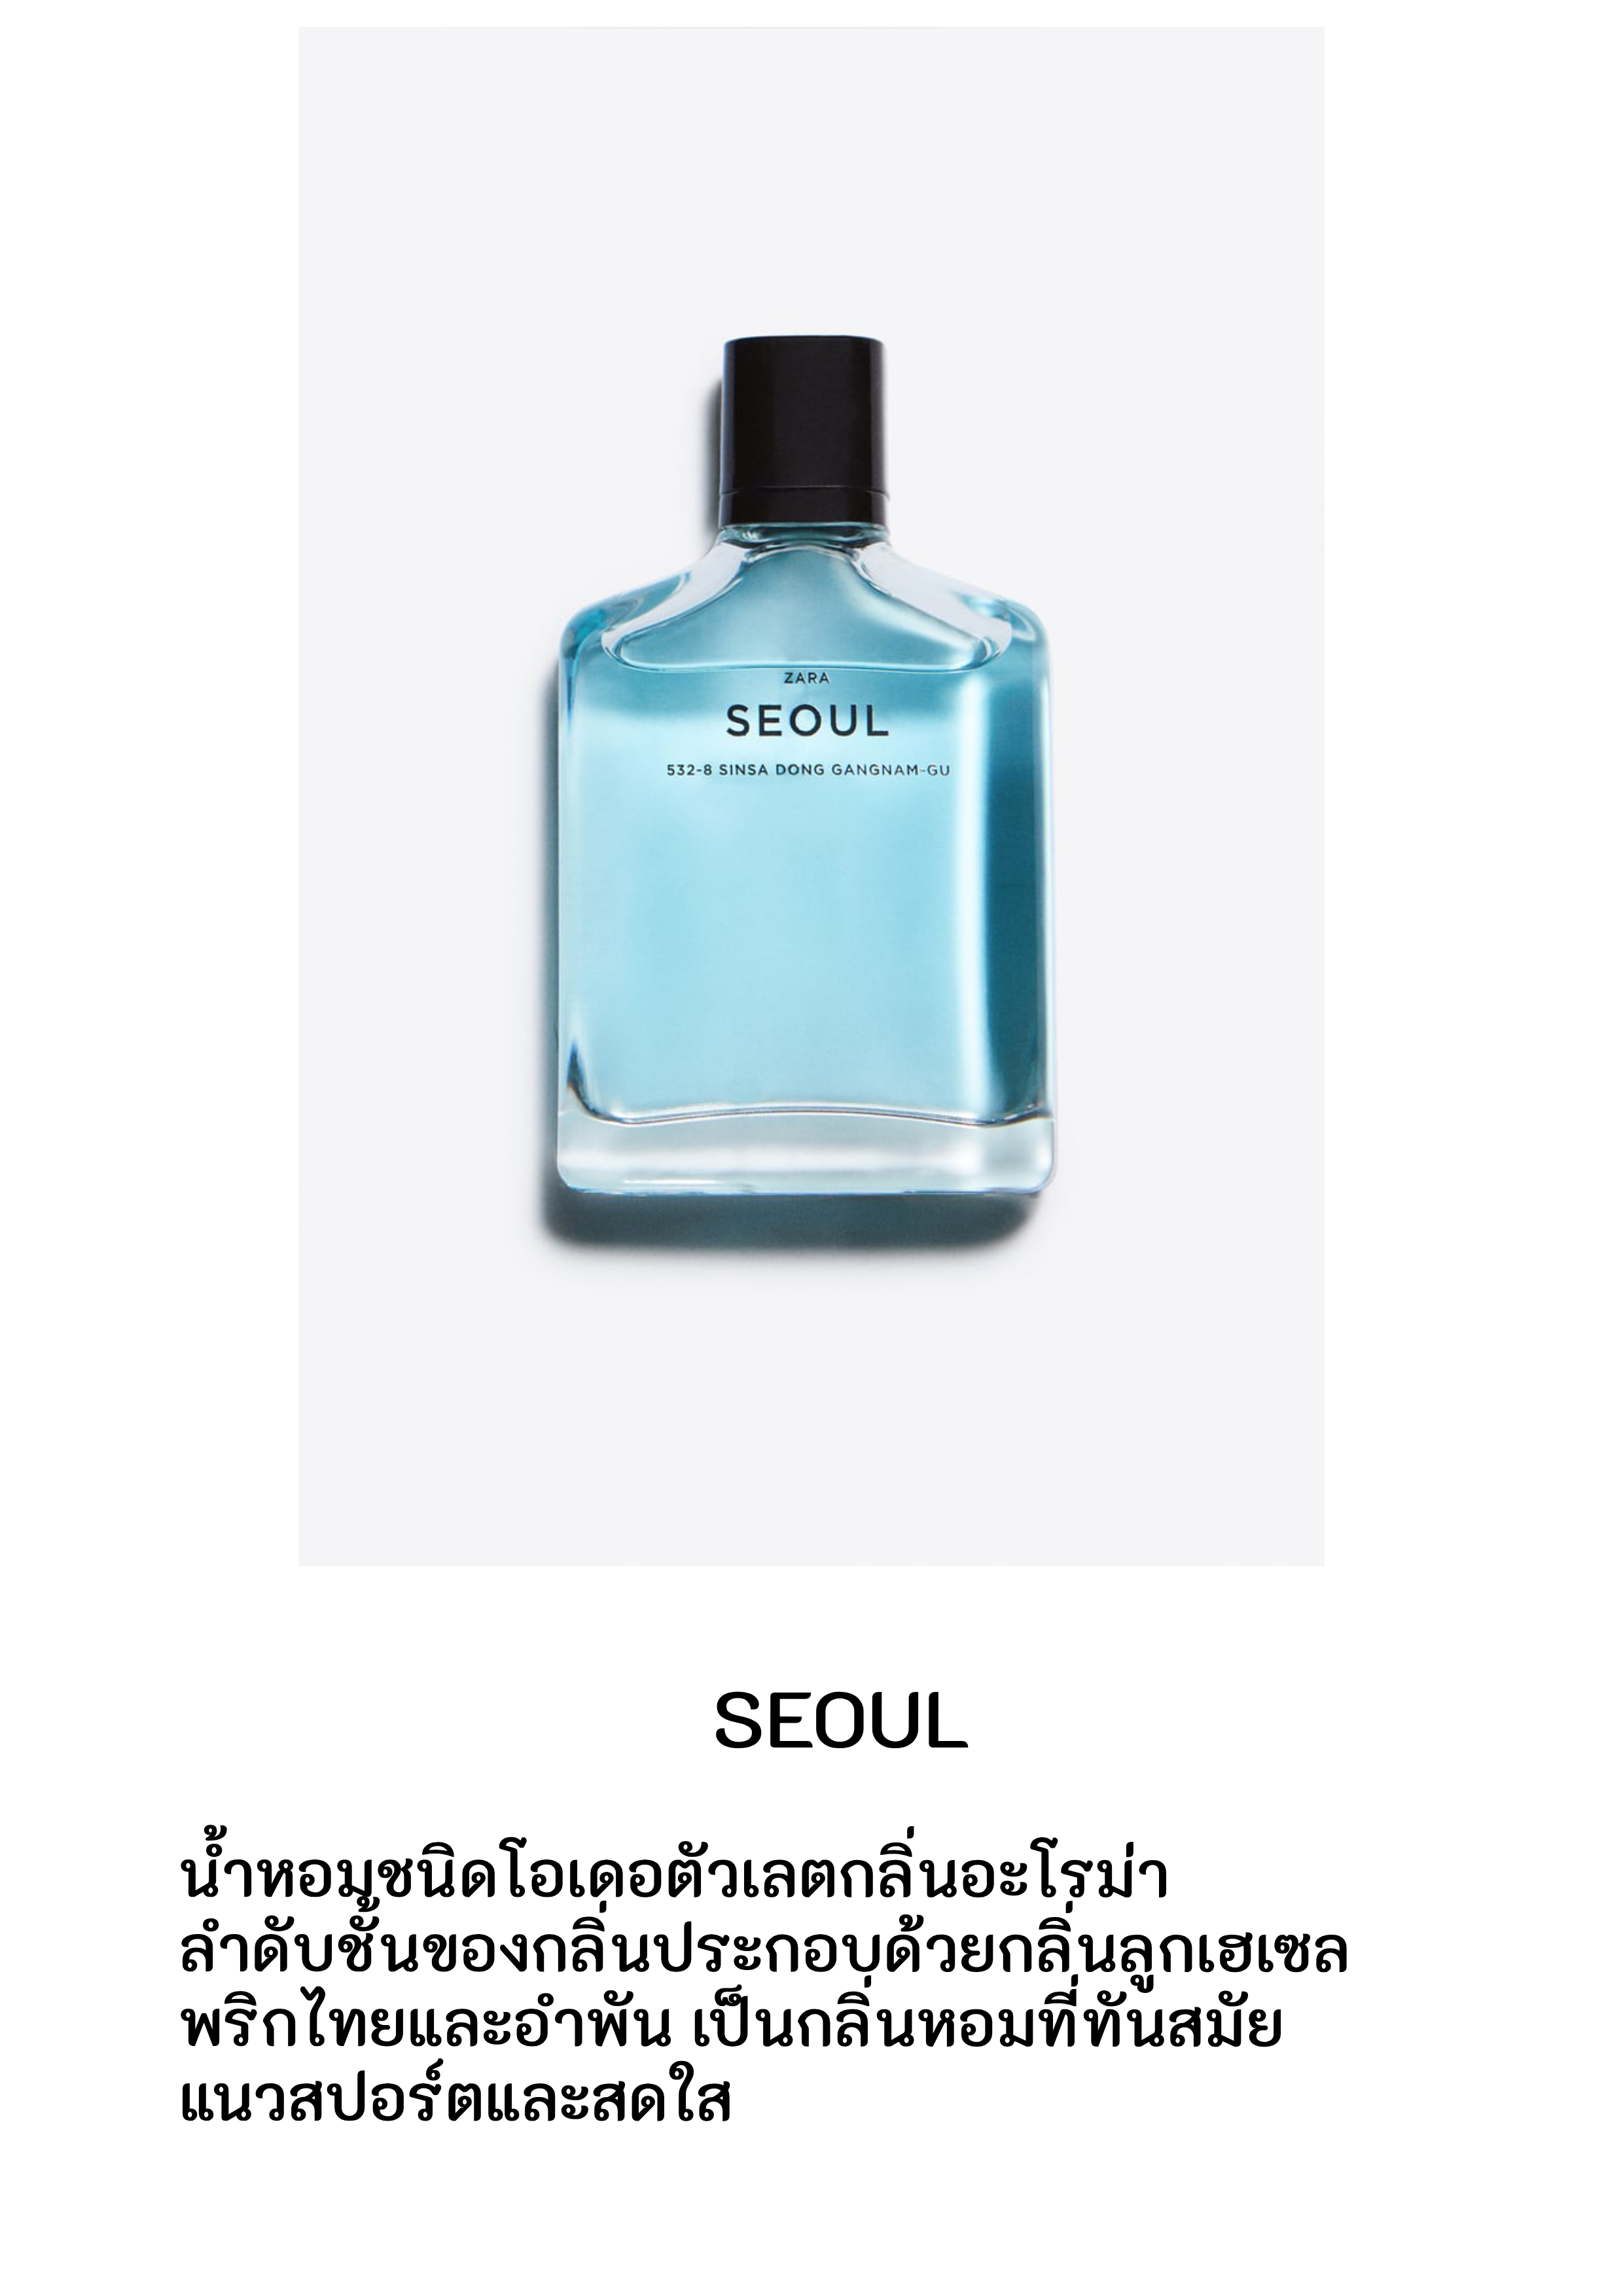 ZARA
SEOUL
532-8 SINSA DONG GANGNAM-GU
SEOUL
น้ำหอมชนิดโอเดอตัวเลตกลิ่นอะโรม่า
ลำดับชั้นของกลิ่นประกอบด้วยกลิ่นลูกเฮเซล
พริกไทยและอำพัน เป็นกลิ่นหอมที่ทันสมัย
แนวสปอร์ตและสดใส